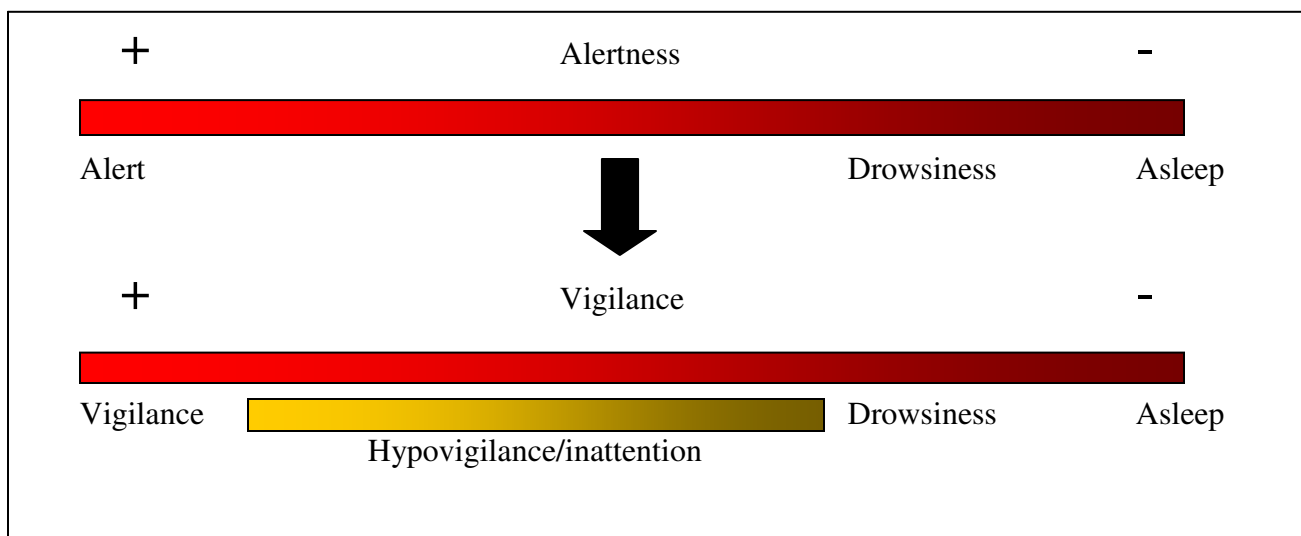 + Alertness -
Alert Drowsiness Asleep
+ Vigilance -
Vigilance Drowsiness Asleep
Hypovigilance/inattention